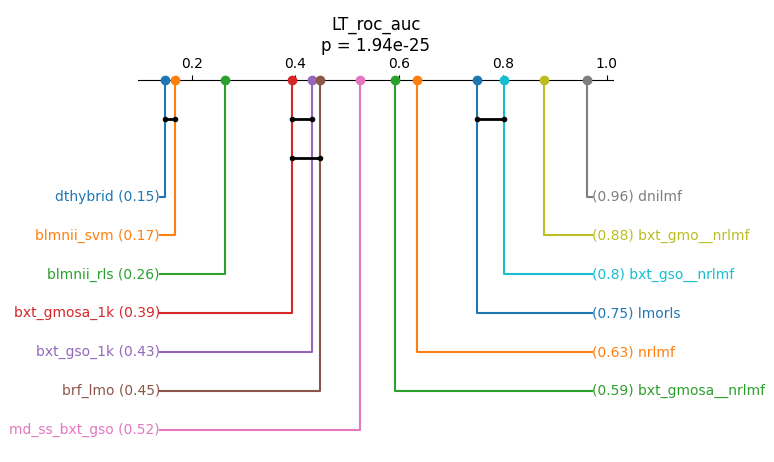 LT_roc_auc
p = 1.94e-25
0.2 0.4 0.6 0.8 1.0
dthybrid (0.15)
(0.96) dnilmf
blmnii_svm (0.17)
(0.88) bxt_gmo__nrlmf
blmnii_rls (0.26)
(0.8) bxt_gso__nrlmf
bxt_gmosa_1k (0.39)
(0.75) lmorls
bxt_gso_1k (0.43)
(0.63) nrlmf
brf_lmo (0.45)
(0.59) bxt_gmosa__nrlmf
md_ss_bxt_gso (0.52)